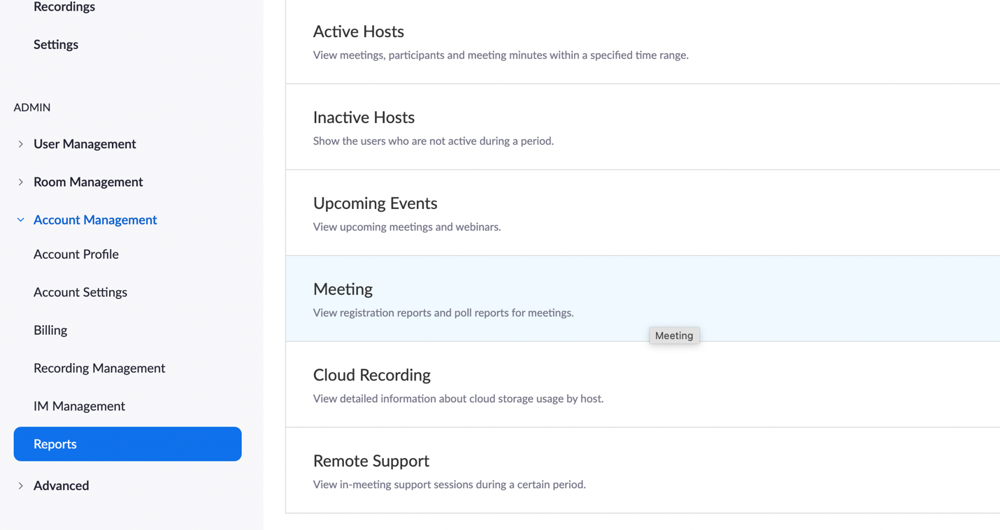 Recordings
Settings
ADMIN
User Management
Room Management
Account Management
Account Profile
Account Settings
Billing
Recording Management
IM Management
Reports
Advanced
Active Hosts
View meetings, participants and meeting minutes within a specified time range.
Inactive Hosts
Show the users who are not active during a period.
Upcoming Events
View upcoming meetings and webinars.
Meeting
View registration reports and poll reports for meetings.
Meeting
Cloud Recording
View detailed information about cloud storage usage by host.
Remote Support
View in-meeting support sessions during a certain period.